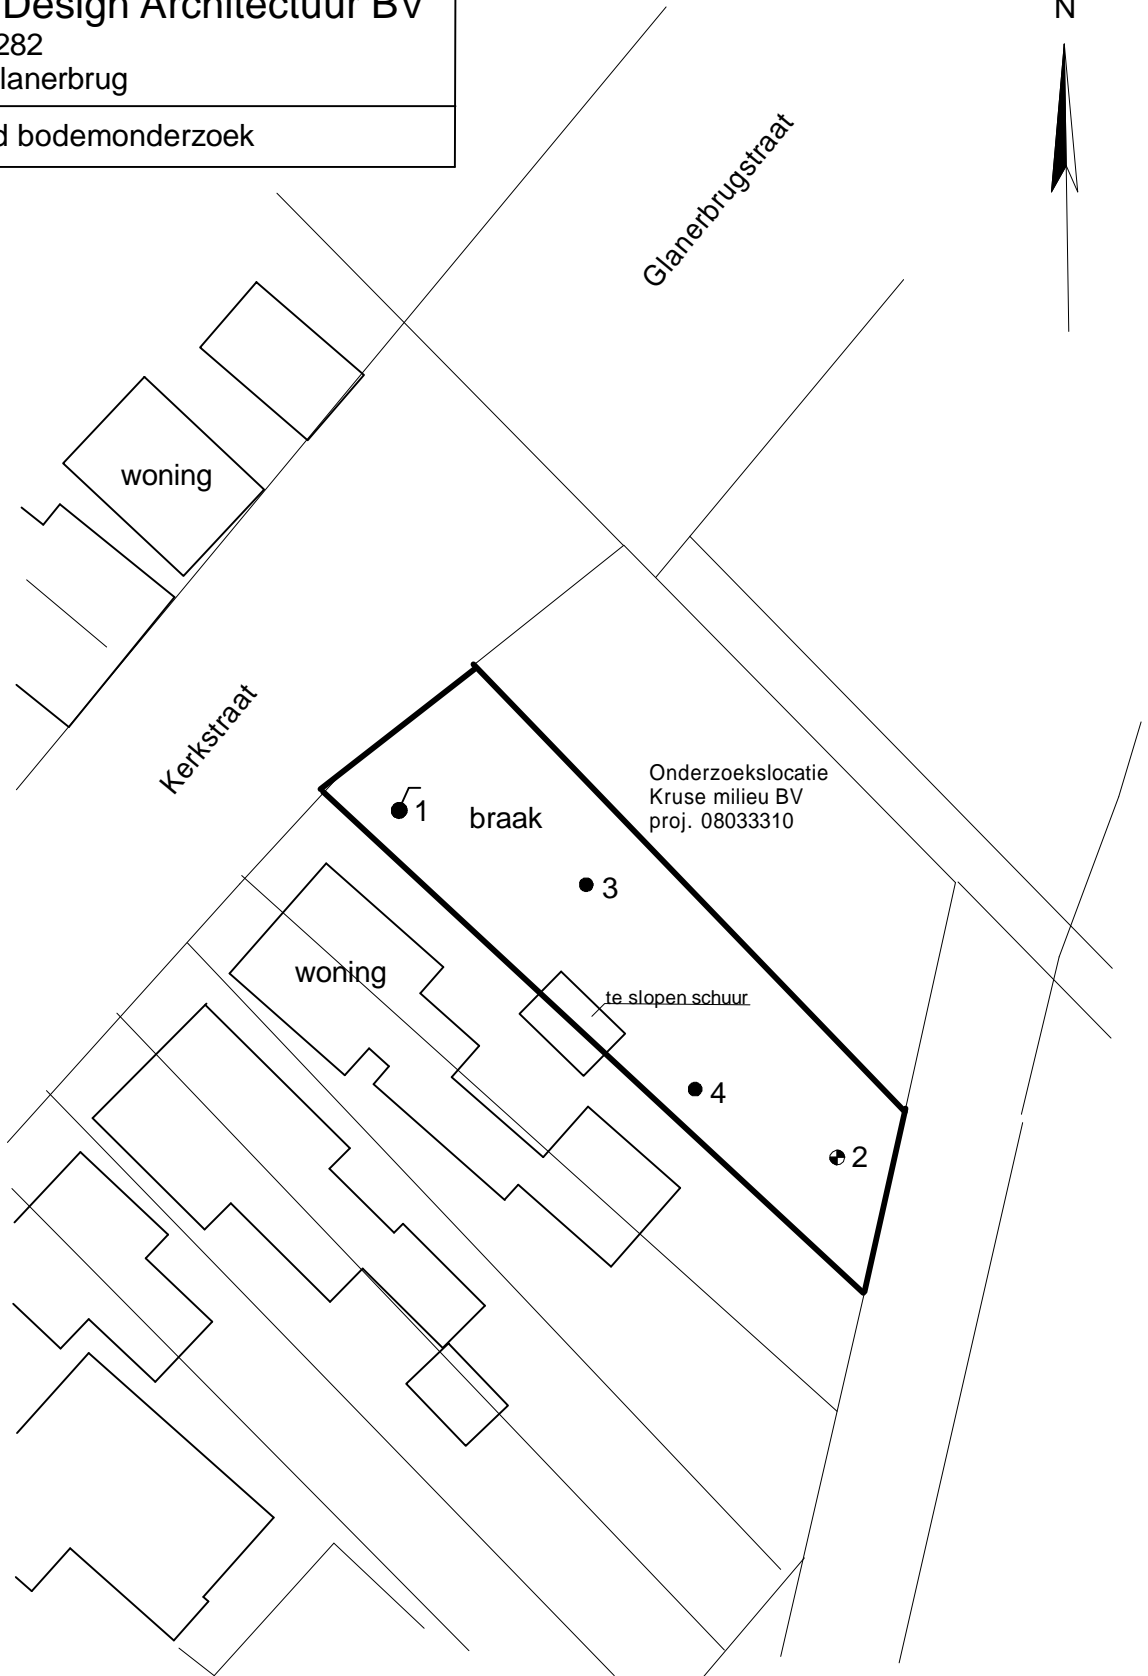 Design Architectuur BV
282
lanerbrug
d bodemonderzoek
N
Glanerbrugstraat
woning
Kerkstraat
Onderzoekslocatie
Kruse milieu BV
proj. 08033310
1
braak
3
woning
te slopen schuur
4
2